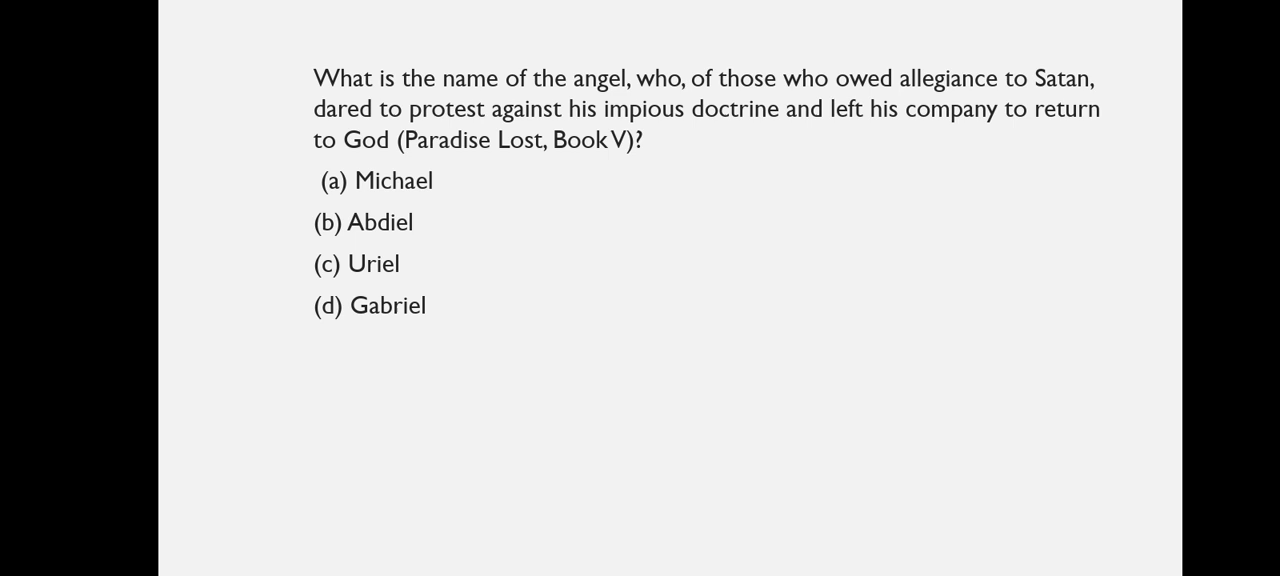 What is the name of the angel, who, of those who owed allegiance to Satan,
dared to protest against his impious doctrine and left his company to return
to God (Paradise Lost, Book V)?
(a) Michael
(b) Abdiel
(c) Uriel
(d) Gabriel